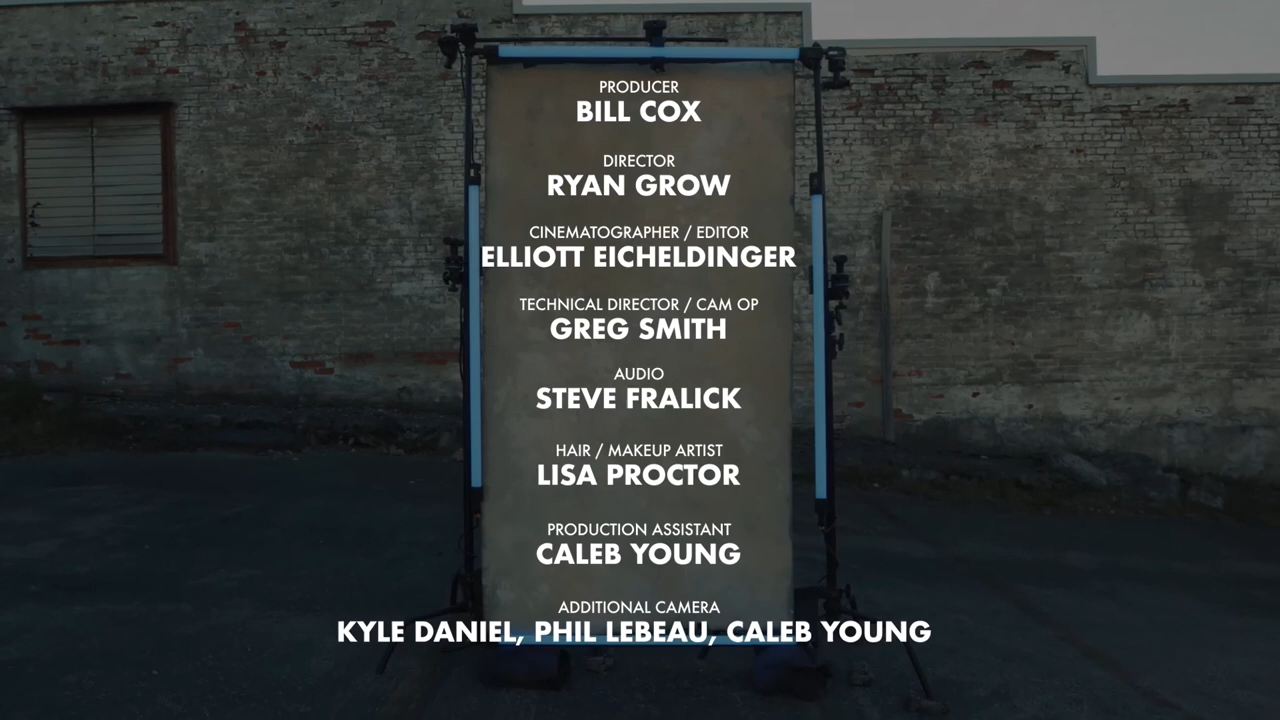 PRODUCER
BILL COX
DIRECTOR
RYAN GROW
CINEMATOGRAPHER / EDITOR
ELLIOTT EICHELDINGER
TECHNICAL DIRECTOR / CAM OP
GREG SMITH
AUDIO
STEVE FRALICK
HAIR / MAKEUP ARTIST
LISA PROCTOR
PRODUCTION ASSISTANT
CALEB YOUNG
ADDITIONAL CAMERA
KYLE DANIEL, PHIL LEBEAU, CALEB YOUNG